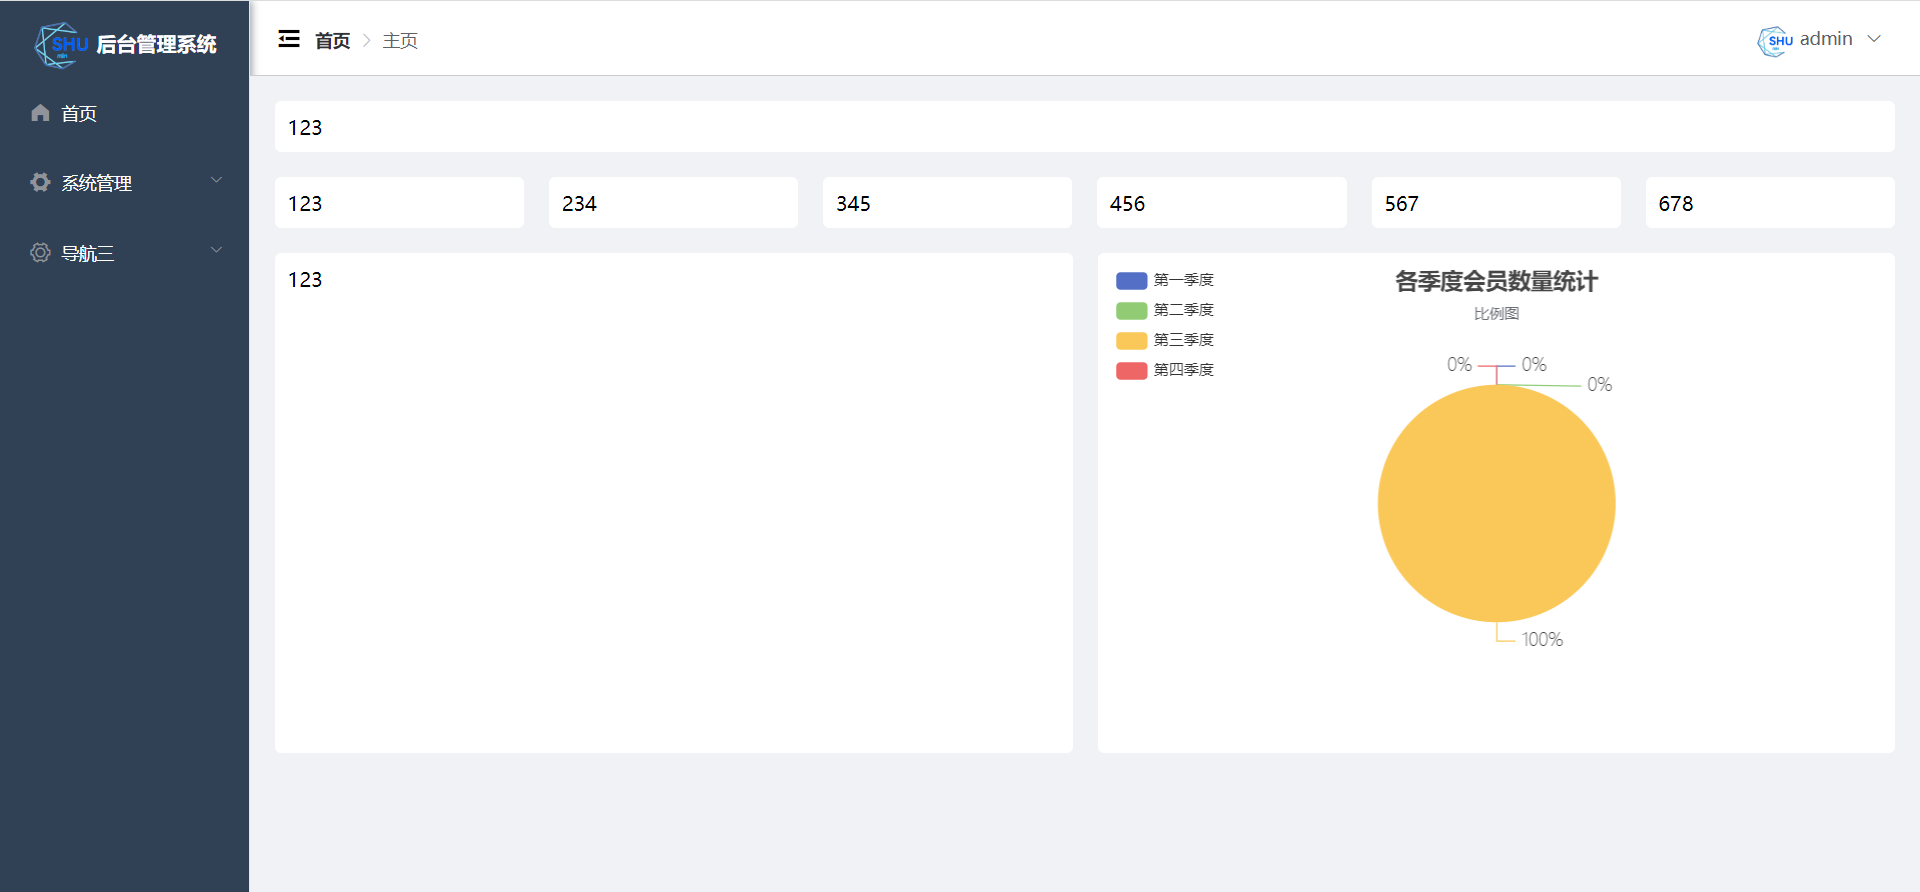 SHU
min
后台管理系统
首页
系统管理
导航三
首页
主页
SHU
admin
123
123
234
345
456
567
678
123
第一季度
第二季度
第三季度
第四季度
各季度会员数量统计
比例图
0%
0%
0%
100%